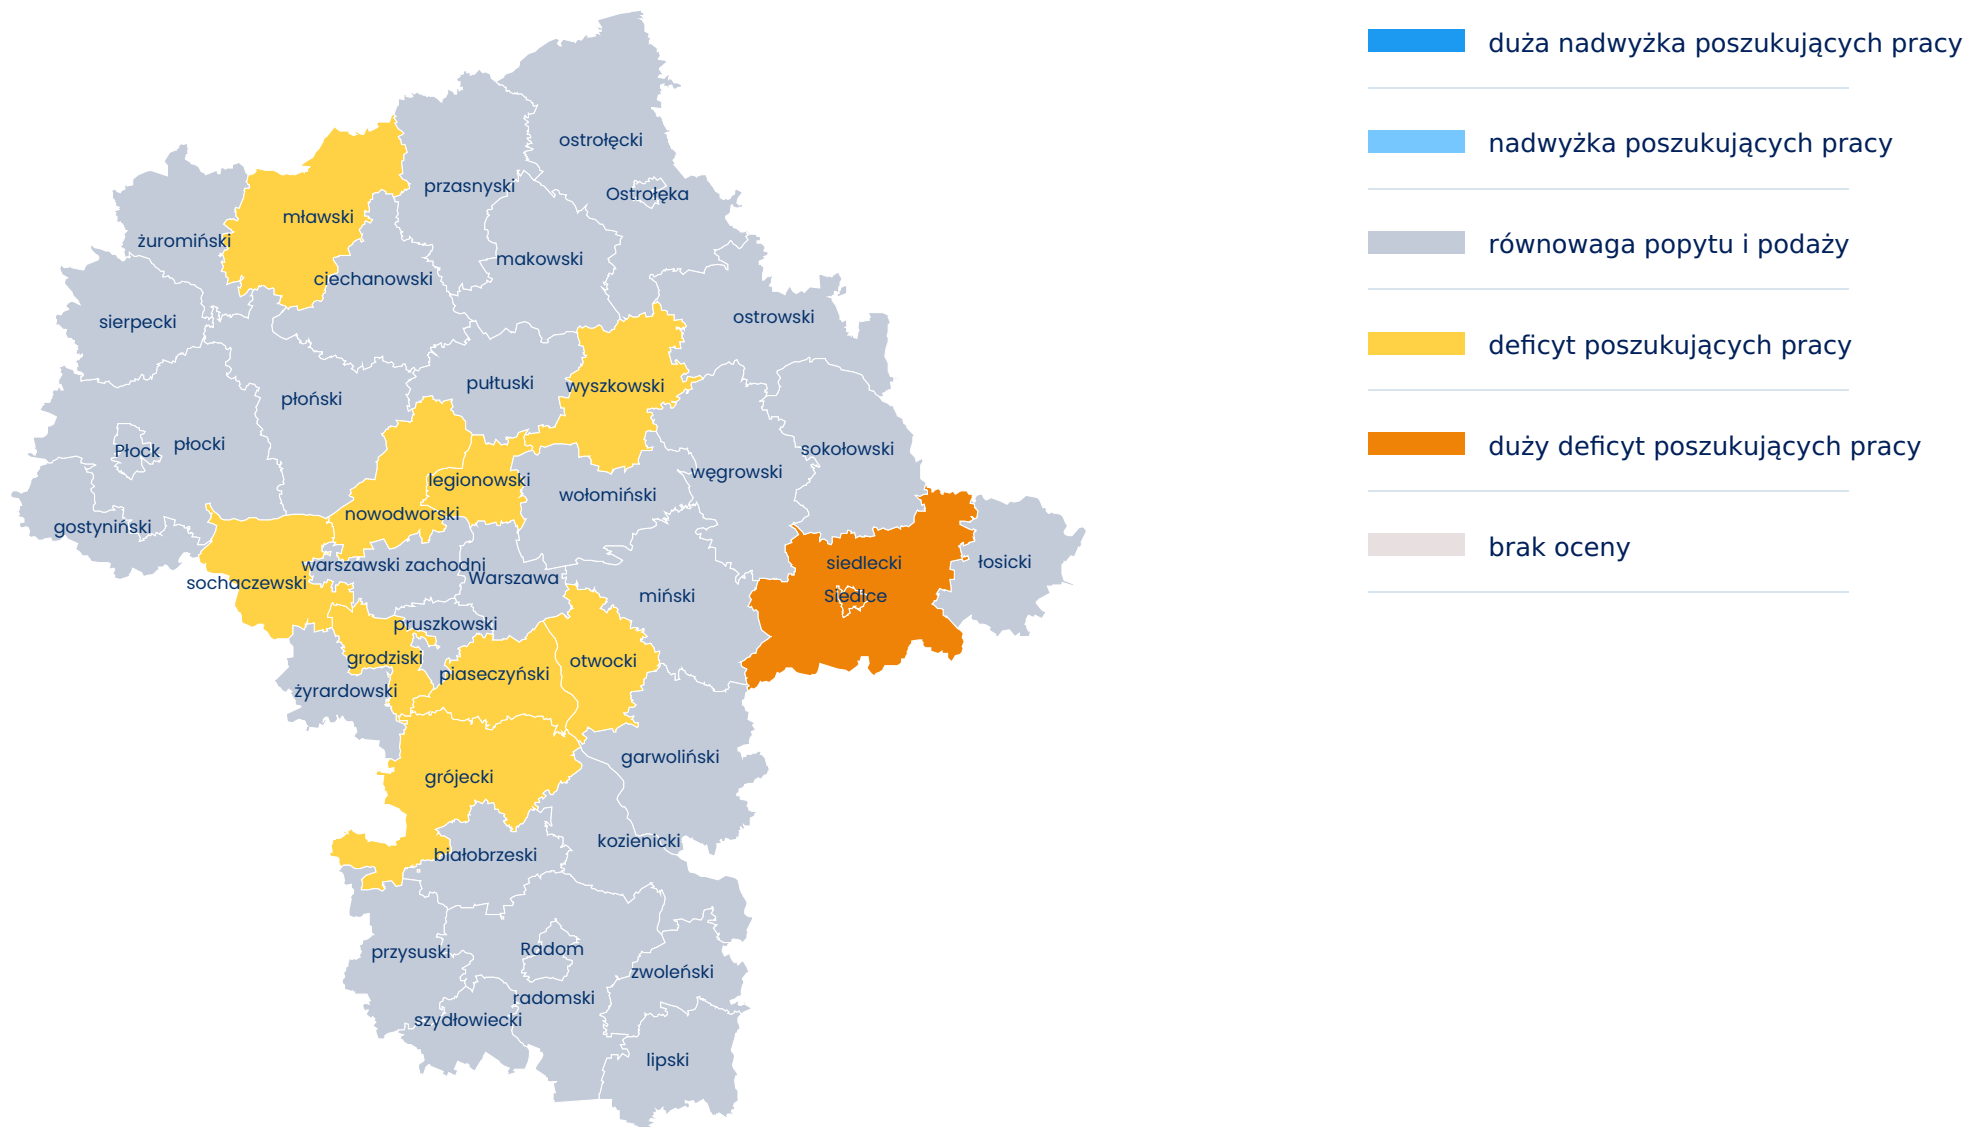 duża nadwyżka poszukujących pracy
nadwyżka poszukujących pracy
równowaga popytu i podaży
deficyt poszukujących pracy
duży deficyt poszukujących pracy
brak oceny
ostrołęcki
przasnyski
Ostrołęka
mławski
żuromiński
makowski
ciechanowski
sierpecki
ostrowski
pułtuski
wyszkowski
płoński
płocki
Płock
sokołowski
węgrowski
legionowski
wołomiński
nowodworski
gostyniński
siedlecki
łosicki
warszawski zachodni
Warszawa
sochaczewski
miński
Siedlce
pruszkowski
grodziski
otwocki
piaseczyński
żyrardowski
garwoliński
grójecki
kozienicki
białobrzeski
przysuski
Radom
zwoleński
radomski
szydłowiecki
lipski